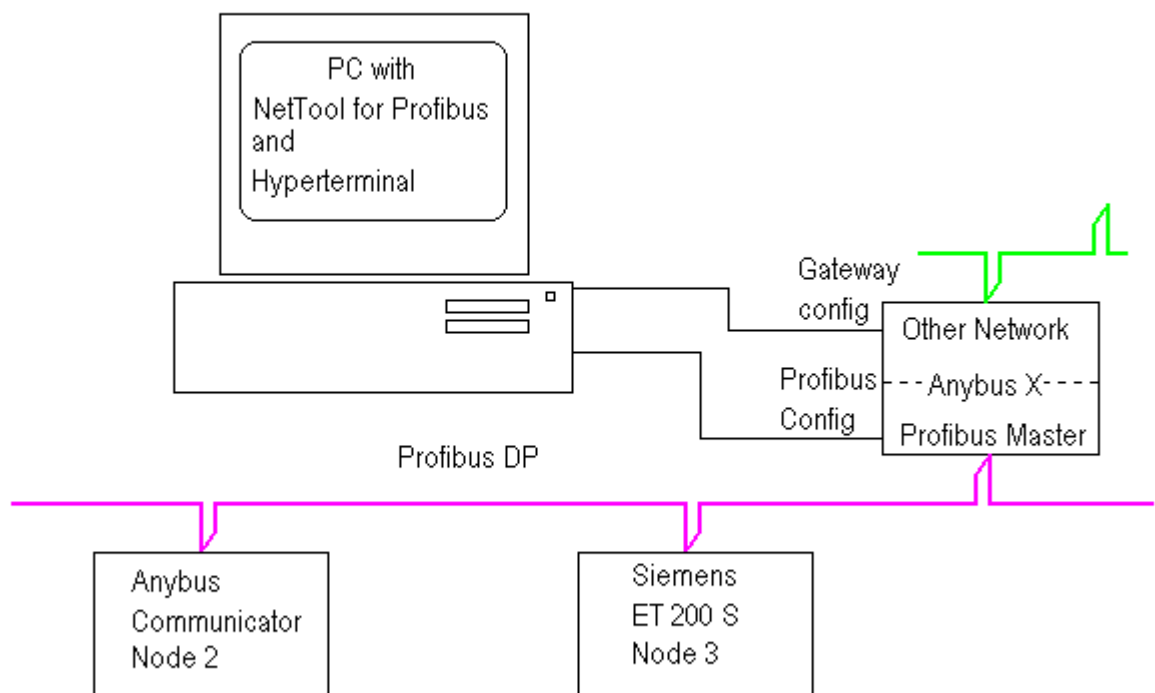 PC with
NetTool for Profibus
and
Hyperterminal
Gateway
config
Other Network
Profibus
Anybus X
Config
Profibus Master
Profibus DP
Anybus
Communicator
Node 2
Siemens
ET 200 S
Node 3